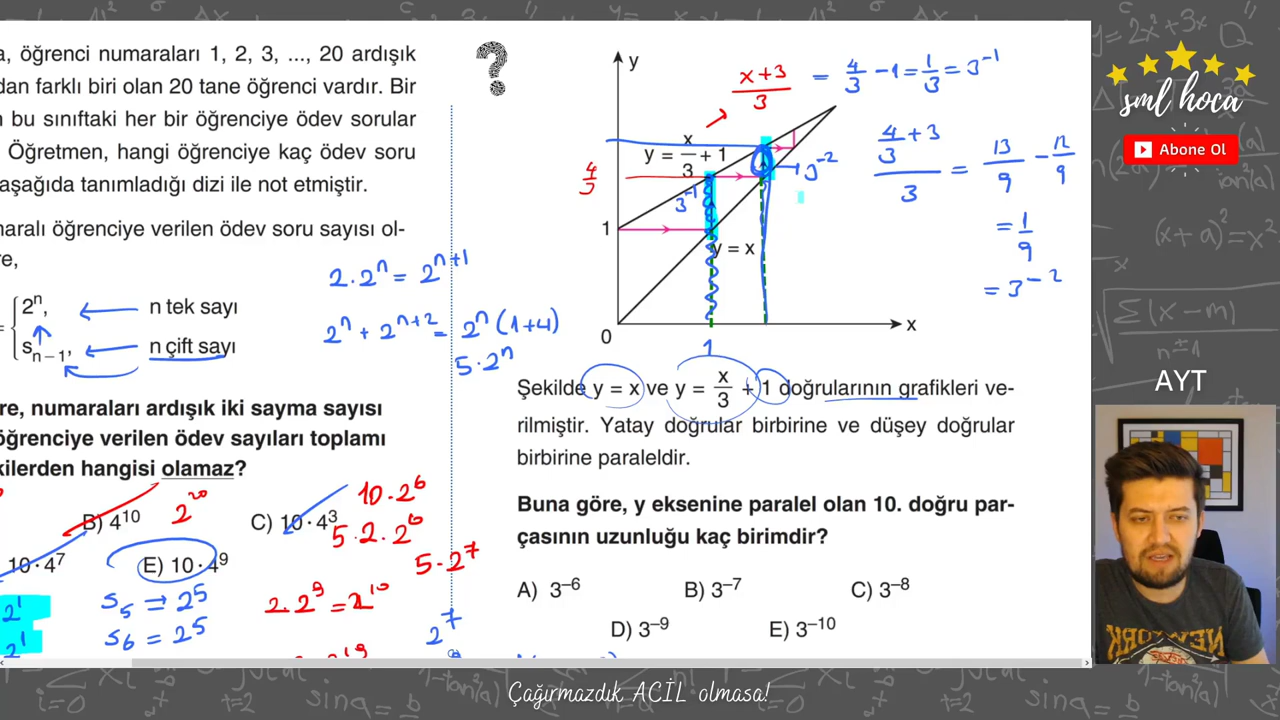 a, öğrenci numaraları 1, 2, 3, ..., 20 ardışık
dan farklı biri olan 20 tane öğrenci vardır. Bir
n bu sınıftaki her bir öğrenciye ödev sorular
. Öğretmen, hangi öğrenciye kaç ödev soru
aşağıda tanımladığı dizi ile not etmiştir.
maralı öğrenciye verilen ödev soru sayısı ol-
re,
2ⁿ, n tek sayı
sₙ₋₁, n çift sayı
2 . 2ⁿ = 2ⁿ⁺¹
2ⁿ + 2ⁿ⁺² = 2ⁿ (1+4)
5 . 2ⁿ
re, numaraları ardışık iki sayma sayısı
öğrenciye verilen ödev sayıları toplamı
kilerden hangisi olamaz?
B) 4¹⁰ 2²⁰ C) 10 · 4³
10 · 4⁷ E) 10 · 4⁹
10 . 2⁶
5 . 2 . 2⁶
5 . 2⁷
2¹ s₅ = 2⁵
2¹ s₆ = 2⁵
2 . 2⁹ = 2¹⁰
2⁷
?
y
x+3/3 = 4/3 − 1 = 1/3 = 3⁻¹
y = x/3 + 1
4/3
3⁻¹
3⁻²
1
y = x
0
x
1
4/3 + 3 / 3 = 13/9 − 12/9
= 1/9
= 3⁻²
Şekilde y = x ve y = x/3 + 1 doğrularının grafikleri ve-
rilmiştir. Yatay doğrular birbirine ve düşey doğrular
birbirine paraleldir.
Buna göre, y eksenine paralel olan 10. doğru par-
çasının uzunluğu kaç birimdir?
A) 3⁻⁶ B) 3⁻⁷ C) 3⁻⁸
D) 3⁻⁹ E) 3⁻¹⁰
sml hoca
Abone Ol
AYT
Çağırmazdık ACİL olmasa!